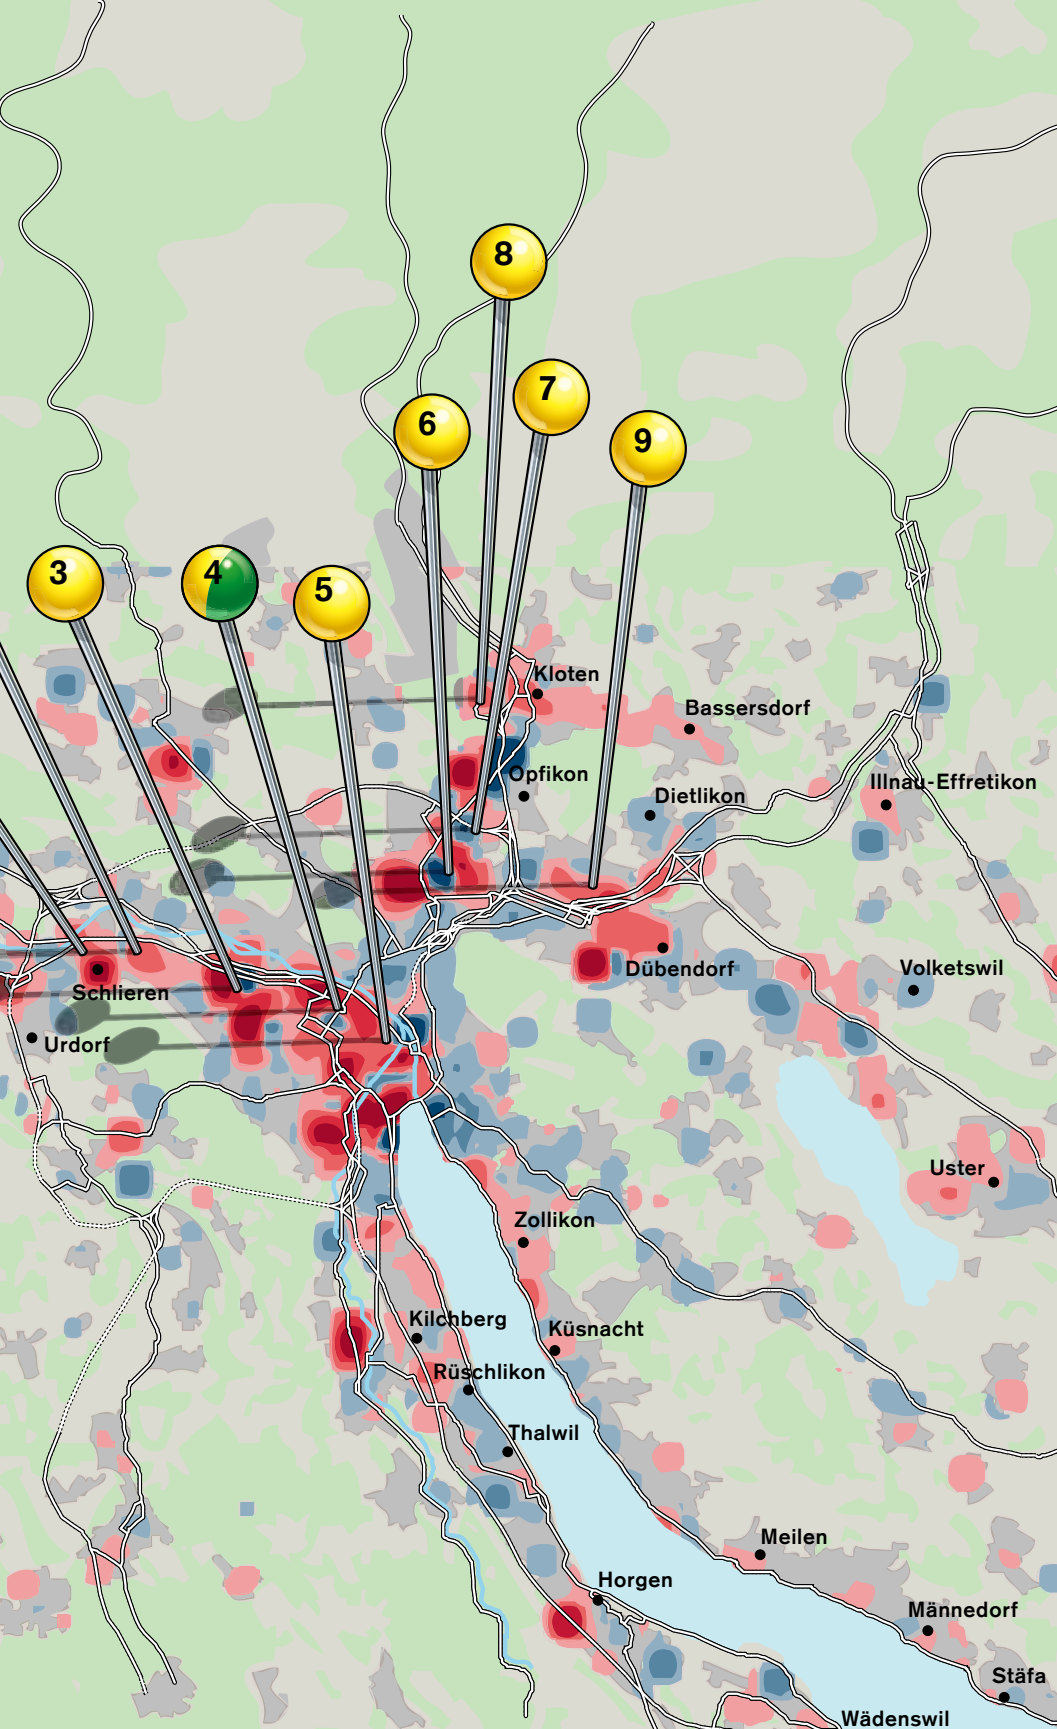 8
7
6
9
3
4
5
Kloten
Bassersdorf
Opfikon
Illnau-Effretikon
Dietlikon
Dübendorf
Volketswil
Schlieren
Urdorf
Uster
Zollikon
Kilchberg
Küsnacht
Rüschlikon
Thalwil
Meilen
Horgen
Männedorf
Stäfa
Wädenswil